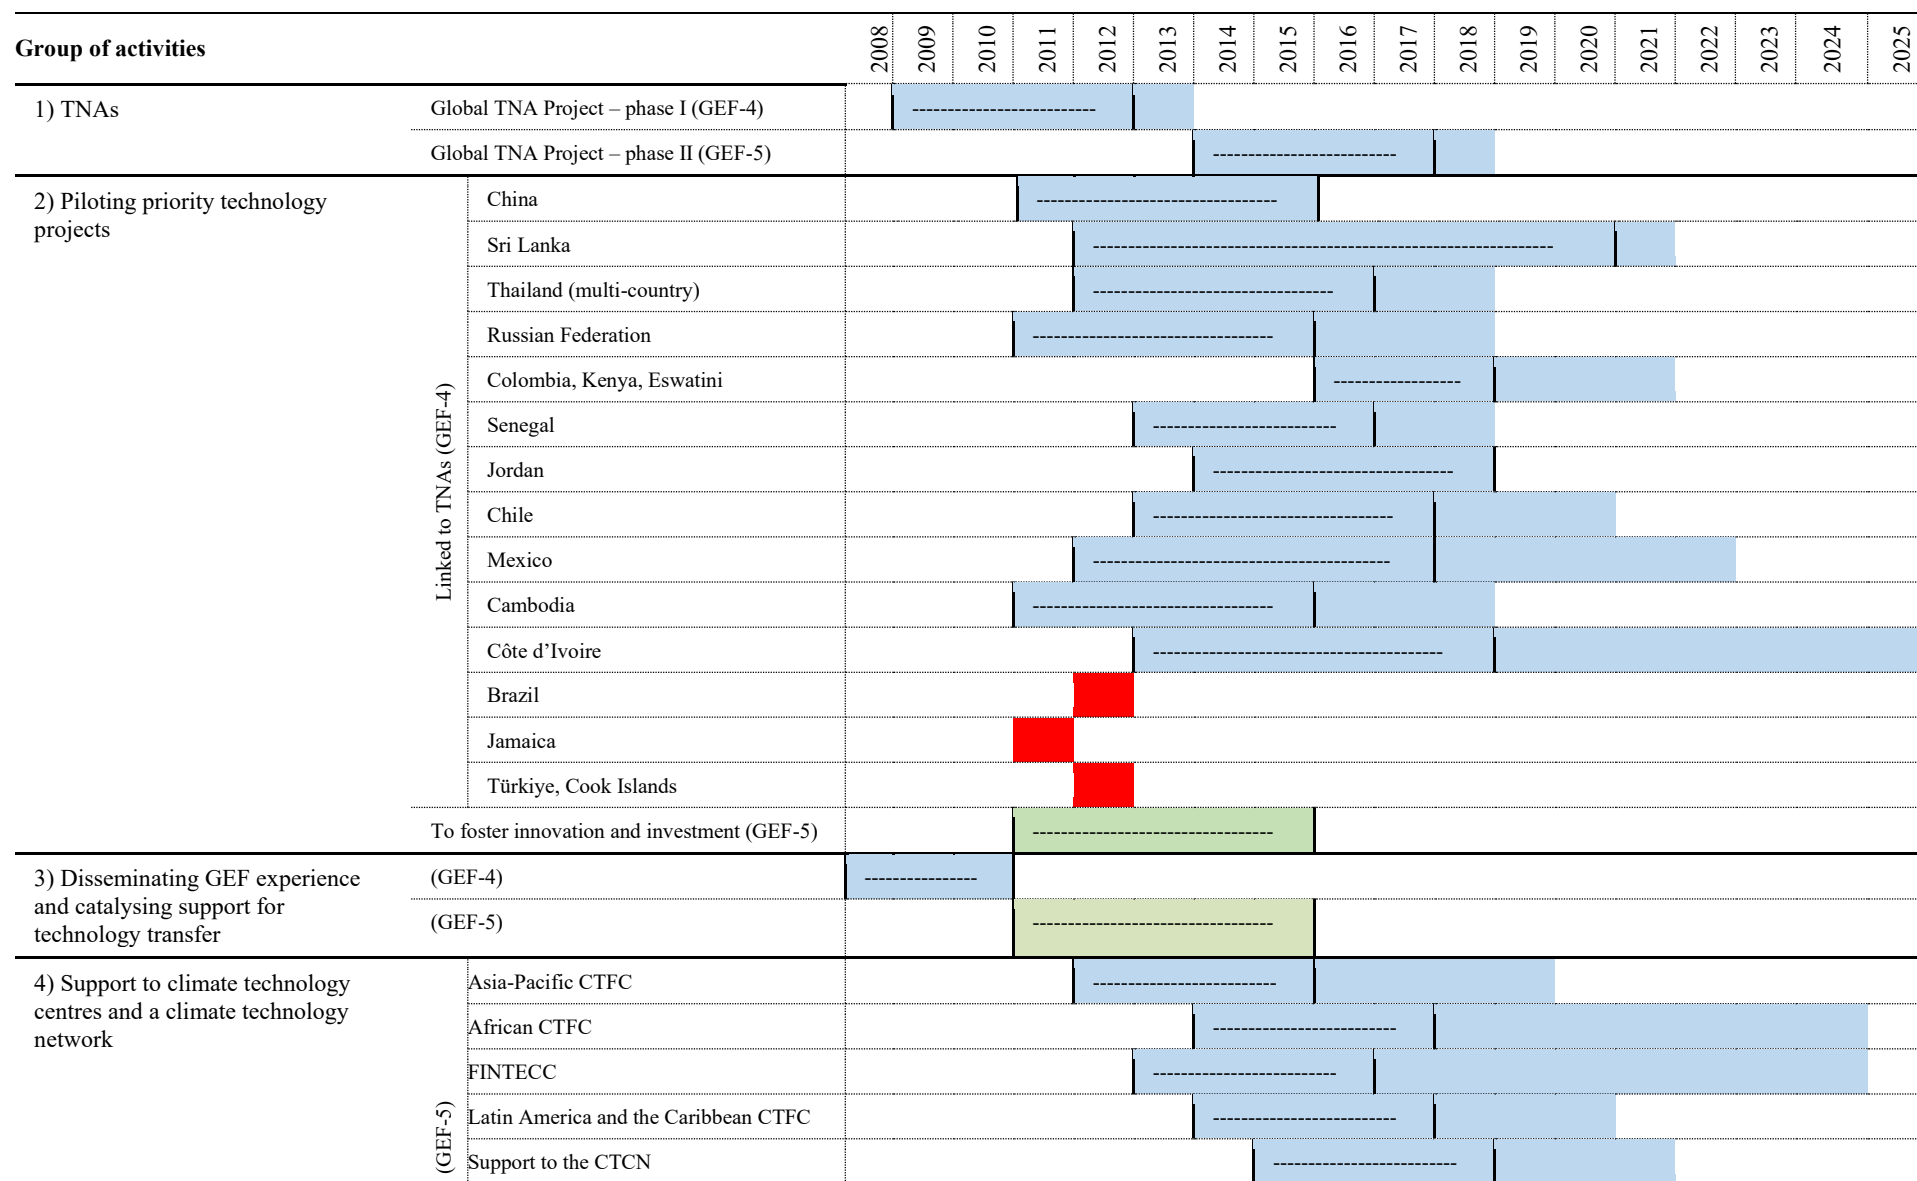 Group of activities
2008 2009 2010 2011 2012 2013 2014 2015 2016 2017 2018 2019 2020 2021 2022 2023 2024 2025
1) TNAs
Global TNA Project – phase I (GEF-4)
Global TNA Project – phase II (GEF-5)
2) Piloting priority technology
projects
Linked to TNAs (GEF-4)
China
Sri Lanka
Thailand (multi-country)
Russian Federation
Colombia, Kenya, Eswatini
Senegal
Jordan
Chile
Mexico
Cambodia
Côte d’Ivoire
Brazil
Jamaica
Türkiye, Cook Islands
To foster innovation and investment (GEF-5)
3) Disseminating GEF experience
and catalysing support for
technology transfer
(GEF-4)
(GEF-5)
4) Support to climate technology
centres and a climate technology
network
(GEF-5)
Asia-Pacific CTFC
African CTFC
FINTECC
Latin America and the Caribbean CTFC
Support to the CTCN